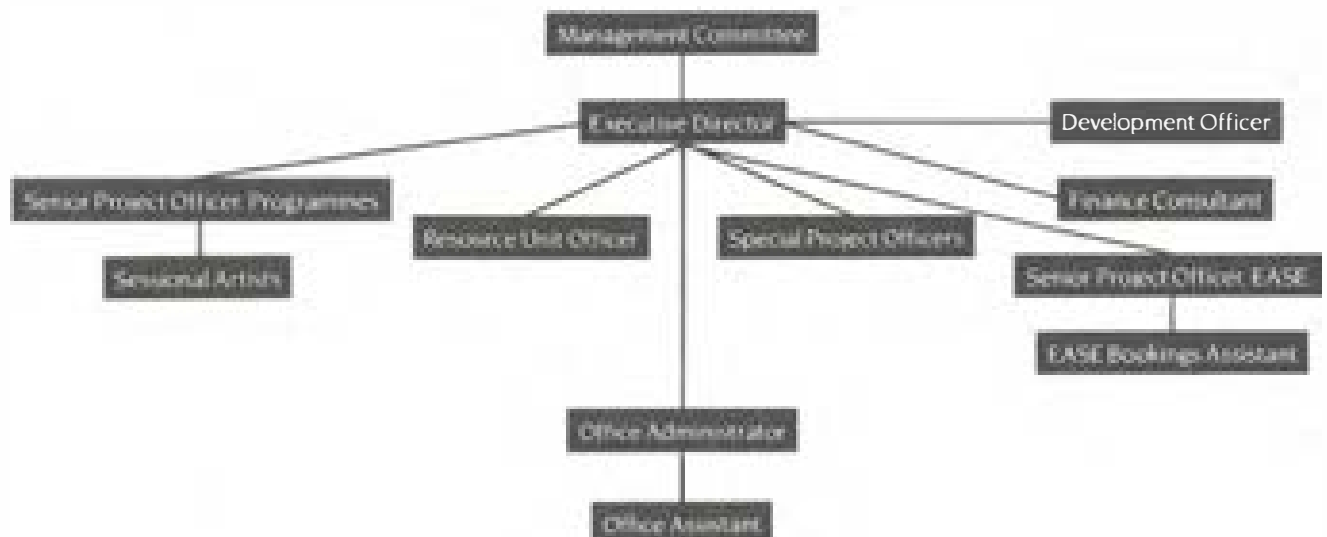 Management Committee
Executive Director
Development Officer
Senior Project Officer, Programmes
Finance Consultant
Resource Unit Officer
Special Project Officers
Sessional Artists
Senior Project Officer, EASE
EASE Bookings Assistant
Office Administrator
Office Assistant